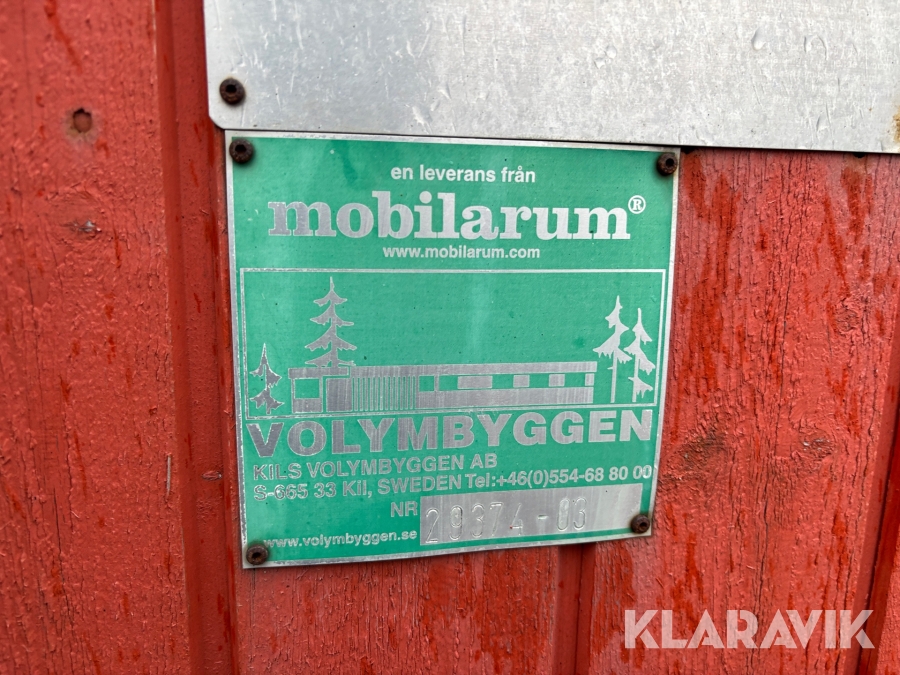 en leverans från
mobilarum®
www.mobilarum.com
VOLYMBYGGEN
KILS VOLYMBYGGEN AB
S-665 33 Kil, SWEDEN Tel:+46(0)554-68 80 00
NR 20374-03
www.volymbyggen.se
KLARAVIK